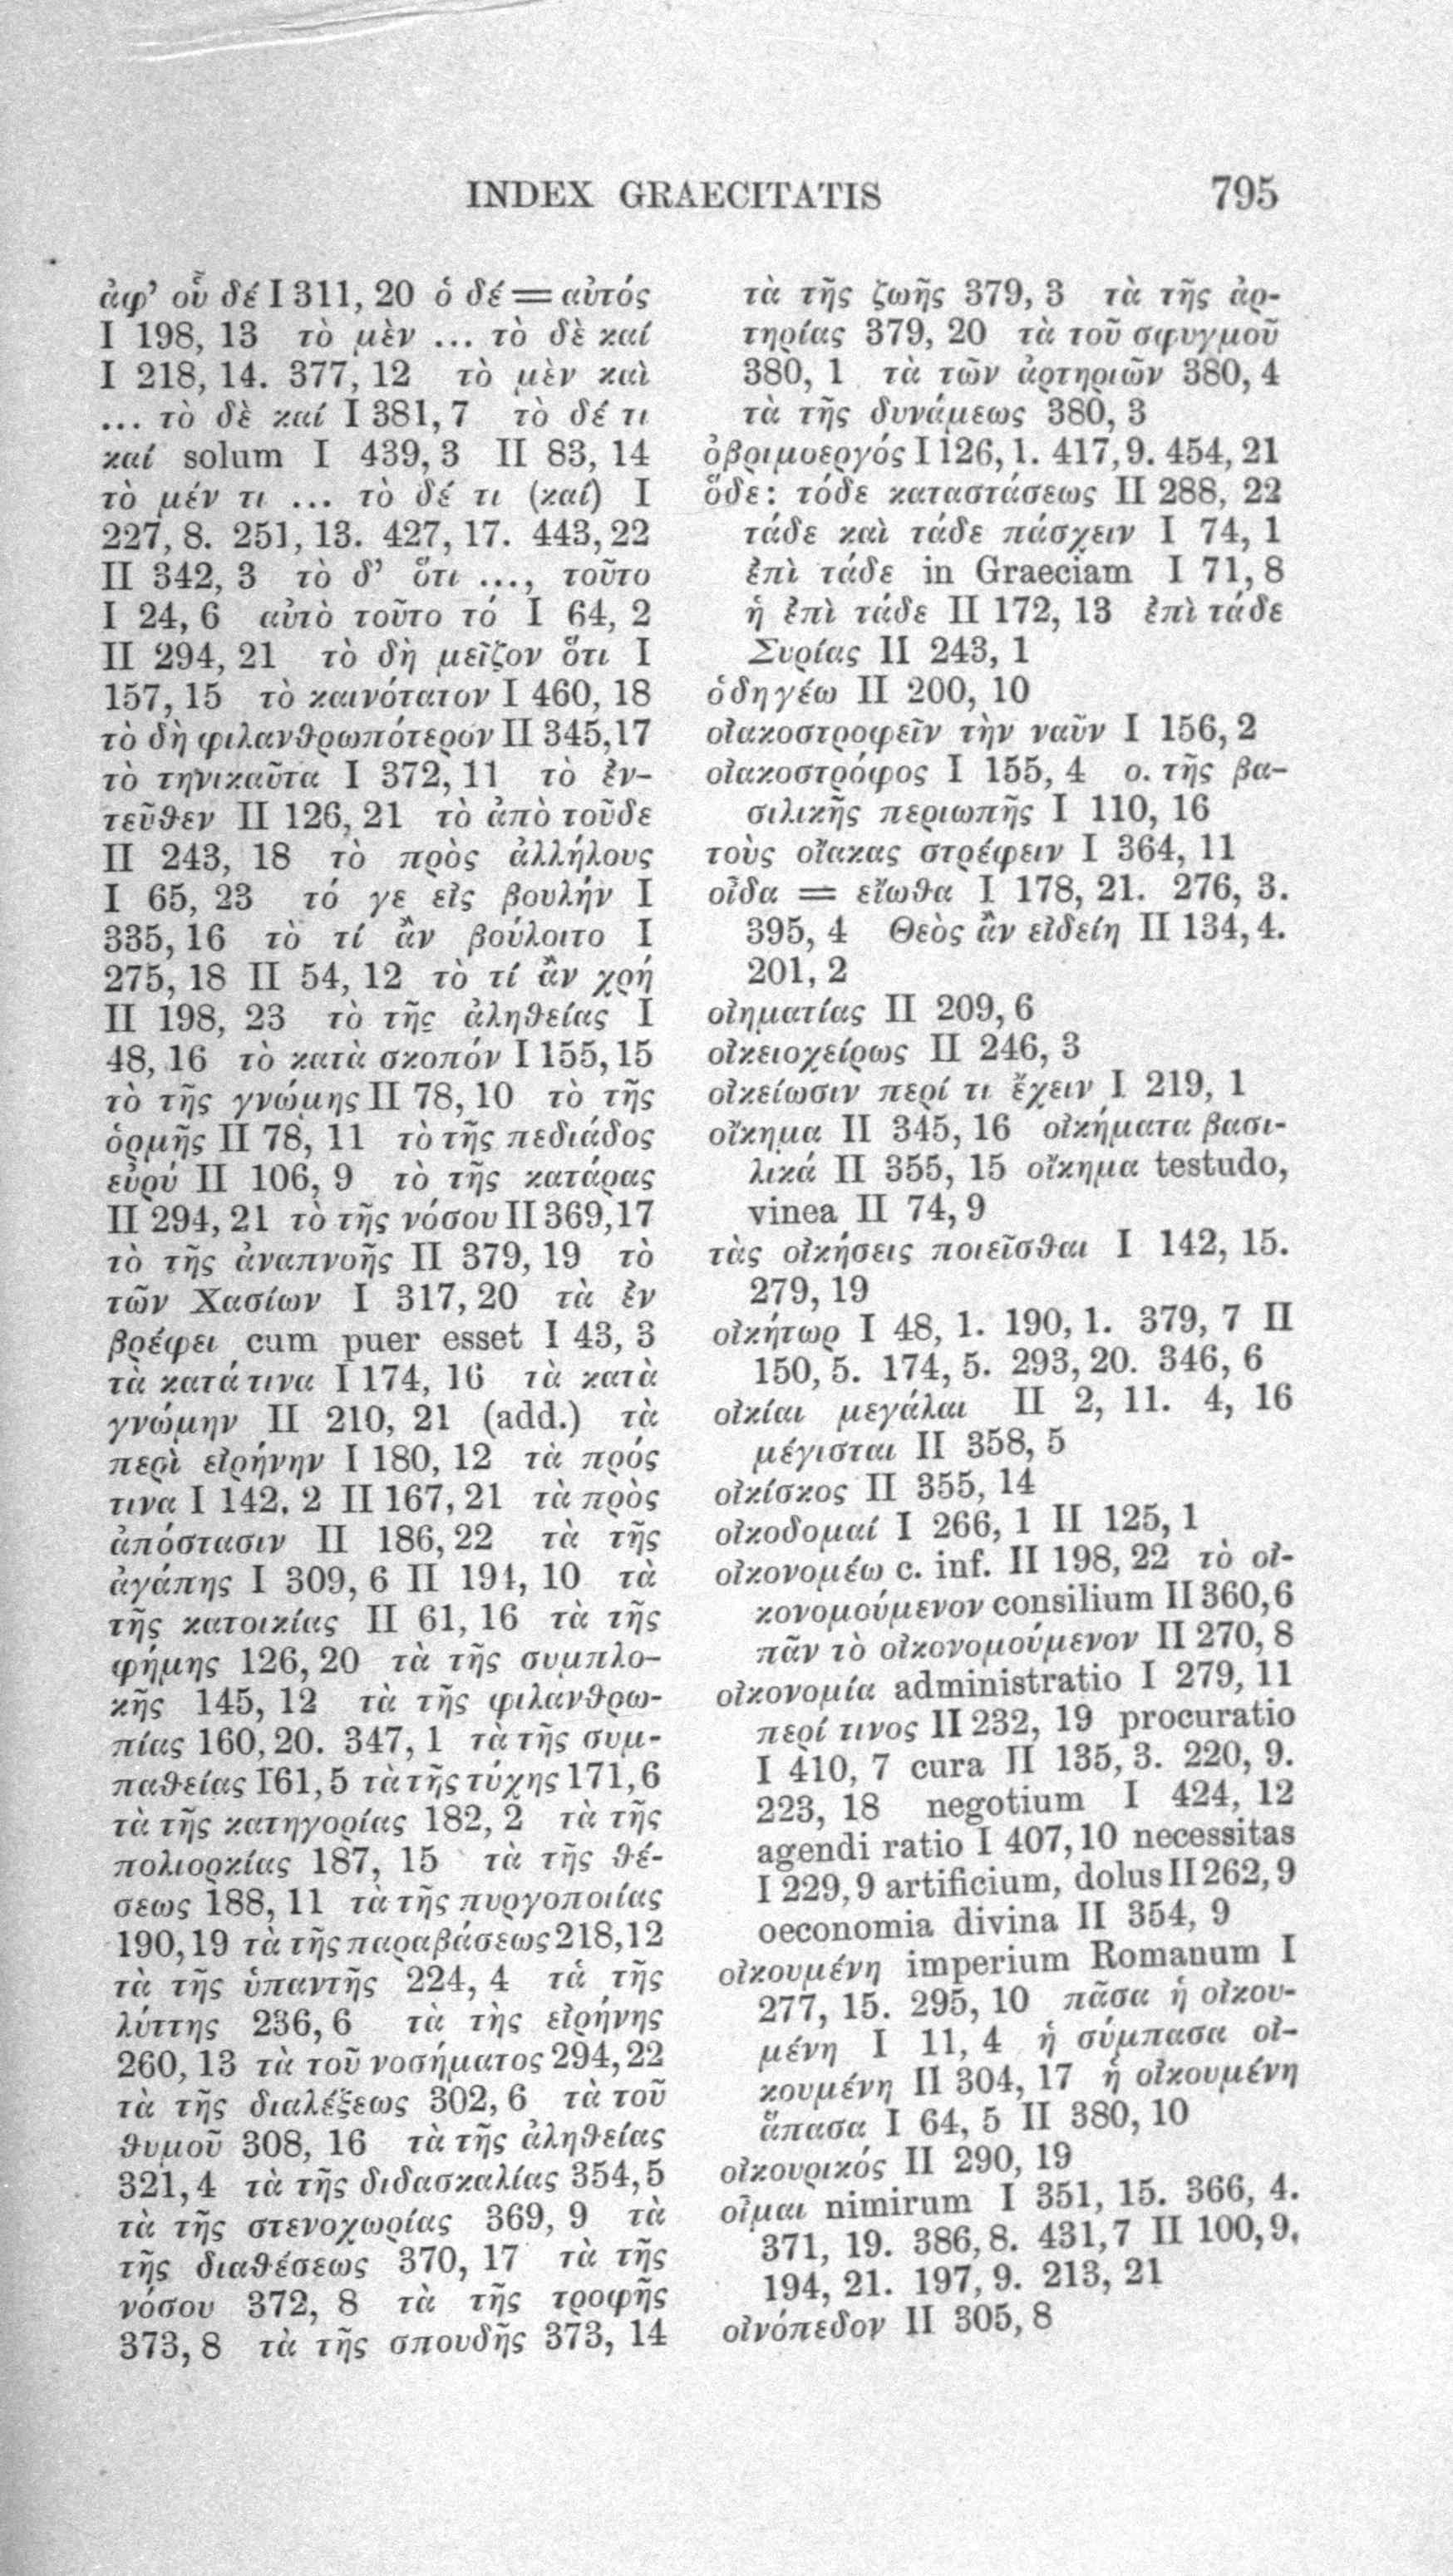 INDEX GRAECITATIS 795
ἀφ’ οὗ δέ I 311, 20 ὁ δέ = αὐτός
I 198, 13 τὸ μὲν ... τὸ δὲ καί
I 218, 14. 377, 12 τὸ μὲν καὶ
... τὸ δὲ καί I 381, 7 τὸ δέ τι
καί solum I 439, 3 II 83, 14
τὸ μέν τι ... τὸ δέ τι (καί) I
227, 8. 251, 13. 427, 17. 443, 22
II 342, 3 τὸ δ’ ὅτι ..., τοῦτο
I 24, 6 αὐτὸ τοῦτο τό I 64, 2
II 294, 21 τὸ δὴ μεῖζον ὅτι I
157, 15 τὸ καινότατον I 460, 18
τὸ δὴ φιλανθρωπότερον II 345, 17
τὸ τηνικαῦτα I 372, 11 τὸ ἐν-
τεῦθεν II 126, 21 τὸ ἀπὸ τοῦδε
II 243, 18 τὸ πρὸς ἀλλήλους
I 65, 23 τό γε εἰς βουλήν I
335, 16 τὸ τί ἂν βούλοιτο I
275, 18 II 54, 12 τὸ τί ἂν χρή
II 198, 23 τὸ τῆς ἀληθείας I
48, 16 τὸ κατὰ σκοπόν I 155, 15
τὸ τῆς γνώμης II 78, 10 τὸ τῆς
ὁρμῆς II 78, 11 τὸ τῆς πεδιάδος
εὐρύ II 106, 9 τὸ τῆς κατάρας
II 294, 21 τὸ τῆς νόσου II 369, 17
τὸ τῆς ἀναπνοῆς II 379, 19 τὸ
τῶν Χασίων I 317, 20 τὰ ἐν
βρέφει cum puer esset I 43, 3
τὰ κατά τινα I 174, 16 τὰ κατὰ
γνώμην II 210, 21 (add.) τὰ
περὶ εἰρήνην I 180, 12 τὰ πρός
τινα I 142, 2 II 167, 21 τὰ πρὸς
ἀπόστασιν II 186, 22 τὰ τῆς
ἀγάπης I 309, 6 II 194, 10 τὰ
τῆς κατοικίας II 61, 16 τὰ τῆς
φήμης 126, 20 τὰ τῆς συμπλο-
κῆς 145, 12 τὰ τῆς φιλανθρω-
πίας 160, 20. 347, 1 τὰ τῆς συμ-
παθείας 161, 5 τὰ τῆς τύχης 171, 6
τὰ τῆς κατηγορίας 182, 2 τὰ τῆς
πολιορκίας 187, 15 τὰ τῆς θέ-
σεως 188, 11 τὰ τῆς πυργοποιίας
190, 19 τὰ τῆς παραβάσεως 218, 12
τὰ τῆς ὑπαντῆς 224, 4 τὰ τῆς
λύττης 236, 6 τὰ τὴς εἰρήνης
260, 13 τὰ τοῦ νοσήματος 294, 22
τὰ τῆς διαλέξεως 302, 6 τὰ τοῦ
θυμοῦ 308, 16 τὰ τῆς ἀληθείας
321, 4 τὰ τῆς διδασκαλίας 354, 5
τὰ τῆς στενοχωρίας 369, 9 τὰ
τῆς διαθέσεως 370, 17 τὰ τῆς
νόσου 372, 8 τὰ τῆς τροφῆς
373, 8 τὰ τῆς σπουδῆς 373, 14
τὰ τῆς ζωῆς 379, 3 τὰ τῆς ἀρ-
τηρίας 379, 20 τὰ τοῦ σφυγμοῦ
380, 1 τὰ τῶν ἀρτηριῶν 380, 4
τὰ τῆς δυνάμεως 380, 3
ὀβριμοεργός I 126, 1. 417, 9. 454, 21
ὅδε: τόδε καταστάσεως II 288, 22
τάδε καὶ τάδε πάσχειν I 74, 1
ἐπὶ τάδε in Graeciam I 71, 8
ἡ ἐπὶ τάδε II 172, 13 ἐπὶ τάδε
Συρίας II 243, 1
ὁδηγέω II 200, 10
οἰακοστροφεῖν τὴν ναῦν I 156, 2
οἰακοστρόφος I 155, 4 ο. τῆς βα-
σιλικῆς περιωπῆς I 110, 16
τοὺς οἴακας στρέφειν I 364, 11
οἶδα = εἴωθα I 178, 21. 276, 3.
395, 4 Θεὸς ἂν εἰδείη II 134, 4.
201, 2
οἰηματίας II 209, 6
οἰκειοχείρως II 246, 3
οἰκείωσιν περί τι ἔχειν I 219, 1
οἴκημα II 345, 16 οἰκήματα βασι-
λικά II 355, 15 οἴκημα testudo,
vinea II 74, 9
τὰς οἰκήσεις ποιεῖσθαι I 142, 15.
279, 19
οἰκήτωρ I 48, 1. 190, 1. 379, 7 II
150, 5. 174, 5. 293, 20. 346, 6
οἰκίαι μεγάλαι II 2, 11. 4, 16
μέγισται II 358, 5
οἰκίσκος II 355, 14
οἰκοδομαί I 266, 1 II 125, 1
οἰκονομέω c. inf. II 198, 22 τὸ οἰ-
κονομούμενον consilium II 360, 6
πᾶν τὸ οἰκονομούμενον II 270, 8
οἰκονομία administratio I 279, 11
περί τινος II 232, 19 procuratio
I 410, 7 cura II 135, 3. 220, 9.
223, 18 negotium I 424, 12
agendi ratio I 407, 10 necessitas
I 229, 9 artificium, dolus II 262, 9
oeconomia divina II 354, 9
οἰκουμένη imperium Romanum I
277, 15. 295, 10 πᾶσα ἡ οἰκου-
μένη I 11, 4 ἡ σύμπασα οἰ-
κουμένη II 304, 17 ἡ οἰκουμένη
ἅπασα I 64, 5 II 380, 10
οἰκουρικός II 290, 19
οἶμαι nimirum I 351, 15. 366, 4.
371, 19. 386, 8. 431, 7 II 100, 9.
194, 21. 197, 9. 213, 21
οἰνόπεδον II 305, 8